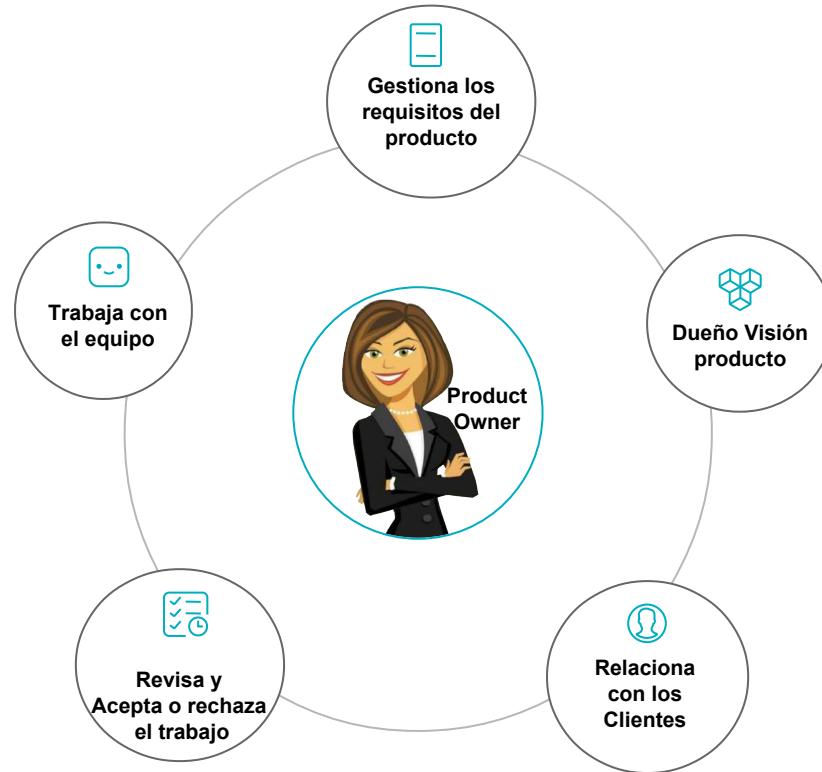 Gestiona los
requisitos del
producto
Dueño Visión
producto
Relaciona
con los
Clientes
Revisa y
Acepta o rechaza
el trabajo
Trabaja con
el equipo
Product
Owner